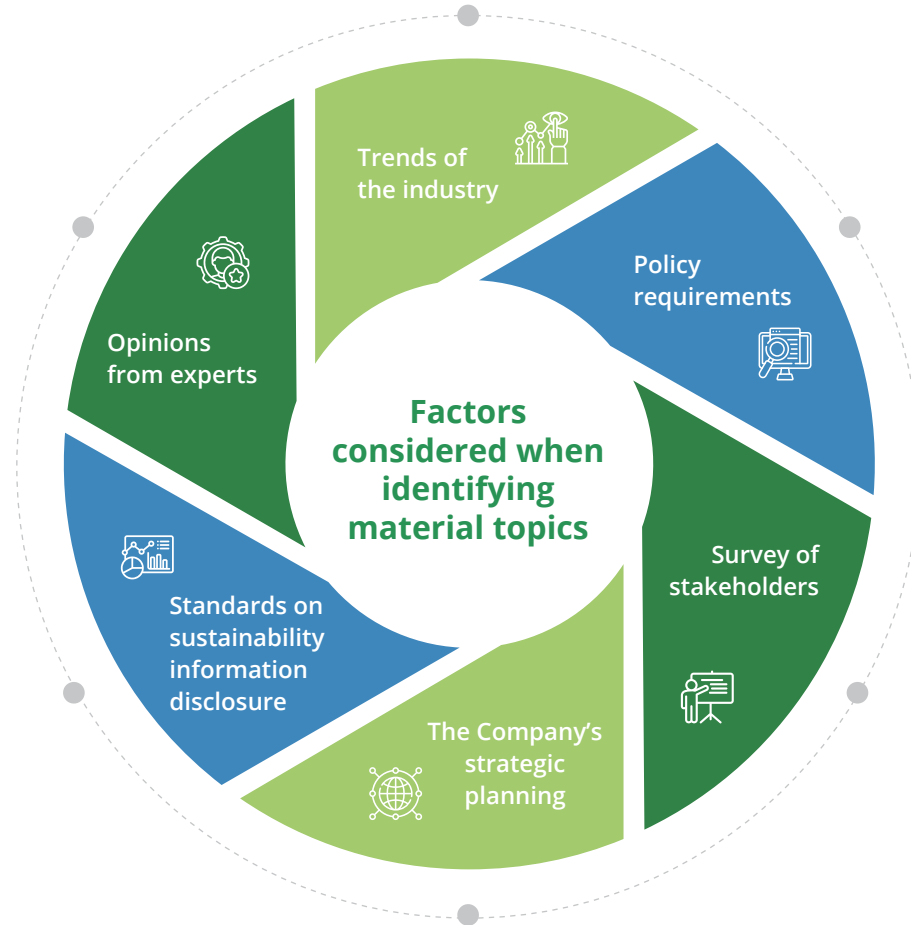 Trends of
the industry
Policy
requirements
Survey of
stakeholders
The Company’s
strategic
planning
Standards on
sustainability
information
disclosure
Opinions
from experts
Factors
considered when
identifying
material topics